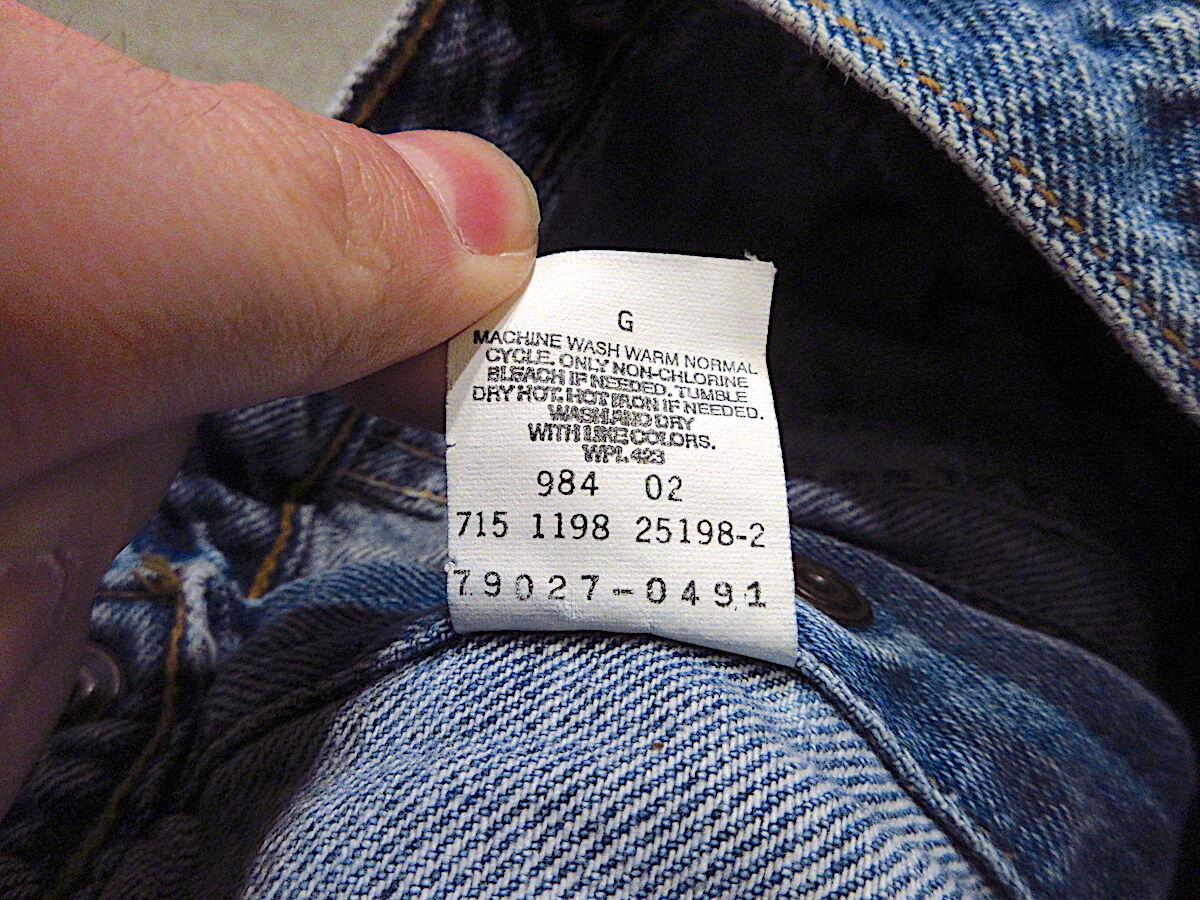 G
MACHINE WASH WARM NORMAL
CYCLE. ONLY NON-CHLORINE
BLEACH IF NEEDED. TUMBLE
DRY HOT. HOT IRON IF NEEDED.
WASH AND DRY
WITH LIKE COLORS.
WPL 423
984 02
715 1198 25198-2
79027-0491